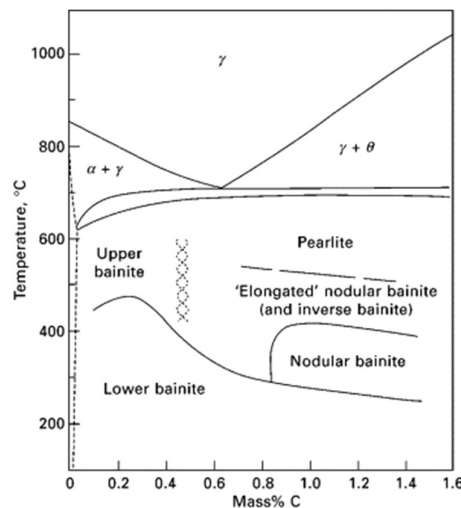 1000
γ
800
α + γ
γ + θ
Temperature, °C
600
Upper
bainite
Pearlite
'Elongated' nodular bainite
(and inverse bainite)
400
Nodular bainite
Lower bainite
200
0 0.2 0.4 0.6 0.8 1.0 1.2 1.4 1.6
Mass% C